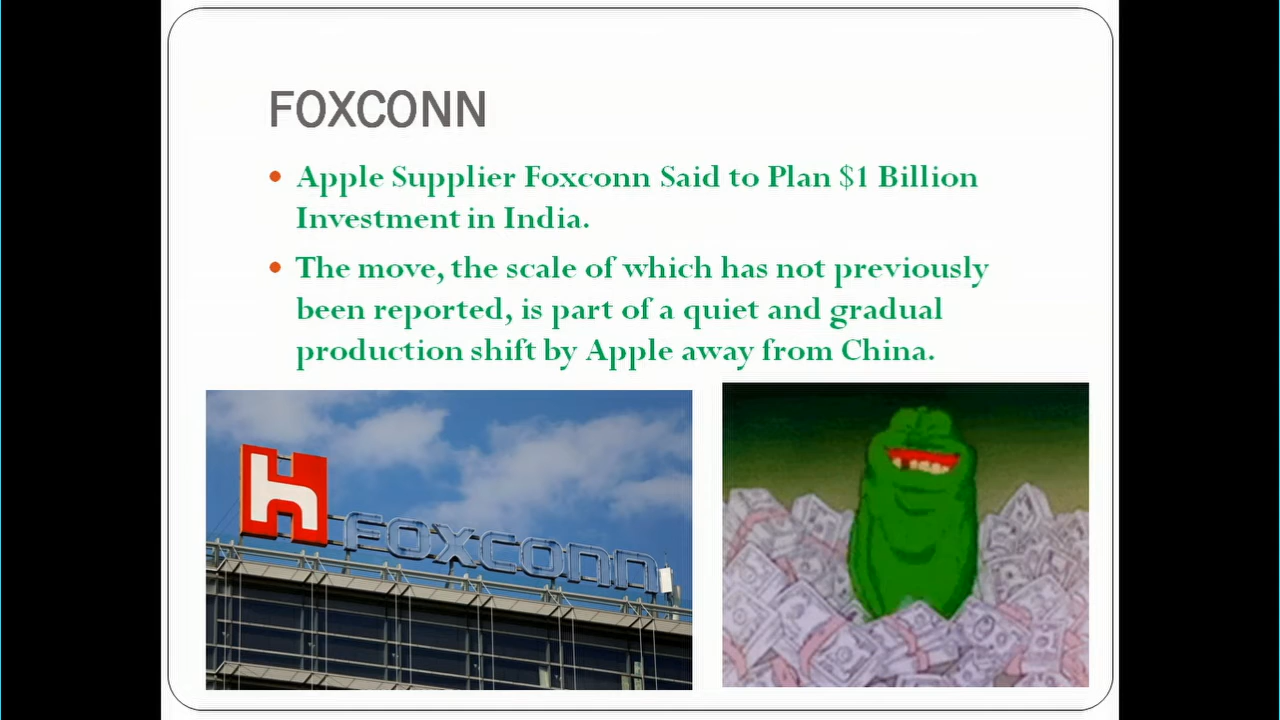 FOXCONN
• Apple Supplier Foxconn Said to Plan $1 Billion
Investment in India.
• The move, the scale of which has not previously
been reported, is part of a quiet and gradual
production shift by Apple away from China.
h FOXCONN